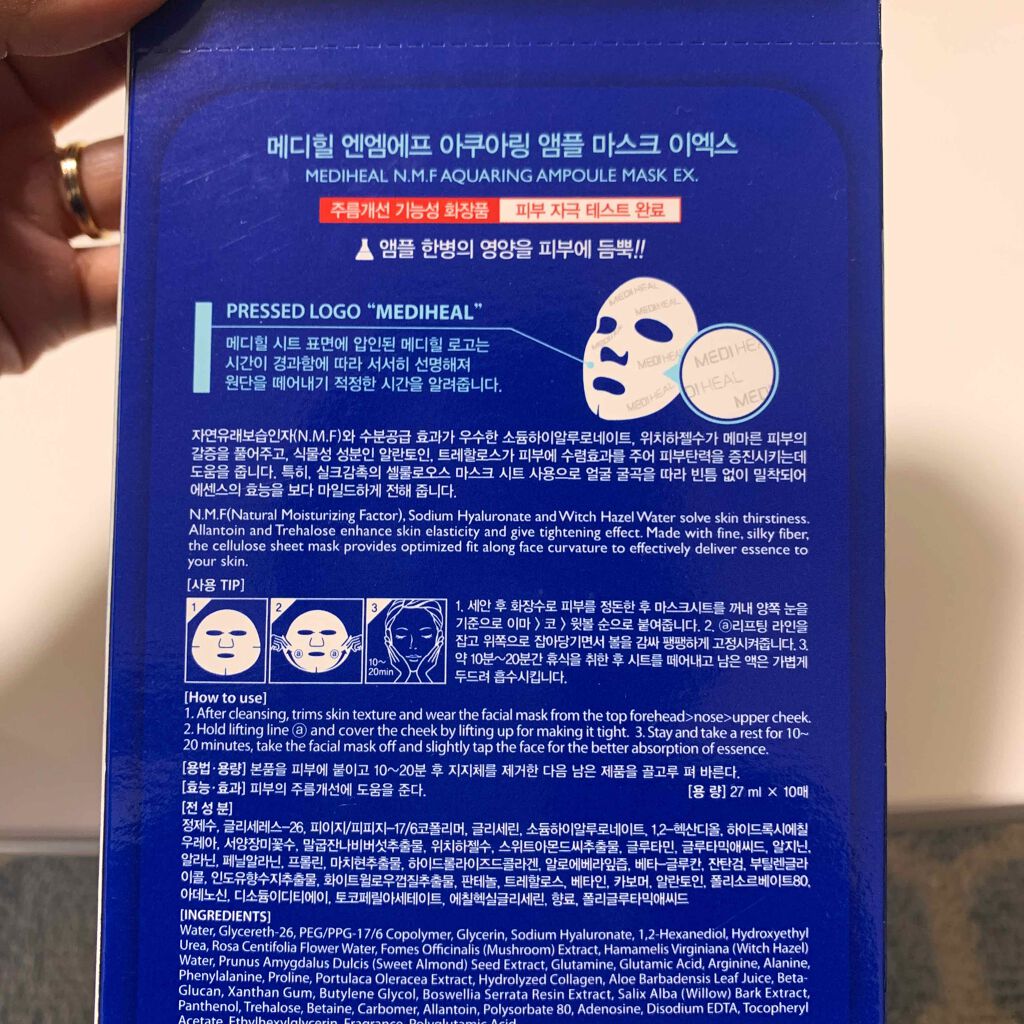 메디힐 엔엠에프 아쿠아링 앰플 마스크 이엑스
MEDIHEAL N.M.F AQUARING AMPOULE MASK EX.
주름개선 기능성 화장품 피부 자극 테스트 완료
앰플 한병의 영양을 피부에 듬뿍!!
PRESSED LOGO “MEDIHEAL”
메디힐 시트 표면에 압인된 메디힐 로고는
시간이 경과함에 따라 서서히 선명해져
원단을 떼어내기 적정한 시간을 알려줍니다.
MEDI HEAL
MEDIHEAL
MEDI HE
MEDI HEAL
MEDI HEA
DI HEAL
MED
자연유래보습인자(N.M.F)와 수분공급 효과가 우수한 소듐하이알루로네이트, 위치하젤수가 메마른 피부의
갈증을 풀어주고, 식물성 성분인 알란토인, 트레할로스가 피부에 수렴효과를 주어 피부탄력을 증진시키는데
도움을 줍니다. 특히, 실크감촉의 셀룰로오스 마스크 시트 사용으로 얼굴 굴곡을 따라 빈틈 없이 밀착되어
에센스의 효능을 보다 마일드하게 전해 줍니다.
N.M.F(Natural Moisturizing Factor), Sodium Hyaluronate and Witch Hazel Water solve skin thirstiness.
Allantoin and Trehalose enhance skin elasticity and give tightening effect. Made with fine, silky fiber,
the cellulose sheet mask provides optimized fit along face curvature to effectively deliver essence to
your skin.
[사용 TIP]
1
2
ⓐ ⓐ
3
10~
20min
1. 세안 후 화장수로 피부를 정돈한 후 마스크시트를 꺼내 양쪽 눈을
기준으로 이마 > 코 > 윗볼 순으로 붙여줍니다. 2. ⓐ리프팅 라인을
잡고 위쪽으로 잡아당기면서 볼을 감싸 팽팽하게 고정시켜줍니다. 3.
약 10분~20분간 휴식을 취한 후 시트를 떼어내고 남은 액은 가볍게
두드려 흡수시킵니다.
[How to use]
1. After cleansing, trims skin texture and wear the facial mask from the top forehead>nose>upper cheek.
2. Hold lifting line ⓐ and cover the cheek by lifting up for making it tight. 3. Stay and take a rest for 10~
20 minutes, take the facial mask off and slightly tap the face for the better absorption of essence.
[용법·용량] 본품을 피부에 붙이고 10~20분 후 지지체를 제거한 다음 남은 제품을 골고루 펴 바른다.
[효능·효과] 피부의 주름개선에 도움을 준다. [용 량] 27 ml × 10매
[전 성 분]
정제수, 글리세레스-26, 피이지/피피지-17/6코폴리머, 글리세린, 소듐하이알루로네이트, 1,2-헥산디올, 하이드록시에칠
우레아, 서양장미꽃수, 말굽잔나비버섯추출물, 위치하젤수, 스위트아몬드씨추출물, 글루타민, 글루타믹애씨드, 알지닌,
알라닌, 페닐알라닌, 프롤린, 마치현추출물, 하이드롤라이즈드콜라겐, 알로에베라잎즙, 베타-글루칸, 잔탄검, 부틸렌글라
이콜, 인도유향수지추출물, 화이트윌로우껍질추출물, 판테놀, 트레할로스, 베타인, 카보머, 알란토인, 폴리소르베이트80,
아데노신, 디소듐이디티에이, 토코페릴아세테이트, 에칠헥실글리세린, 향료, 폴리글루타믹애씨드
[INGREDIENTS]
Water, Glycereth-26, PEG/PPG-17/6 Copolymer, Glycerin, Sodium Hyaluronate, 1,2-Hexanediol, Hydroxyethyl
Urea, Rosa Centifolia Flower Water, Fomes Officinalis (Mushroom) Extract, Hamamelis Virginiana (Witch Hazel)
Water, Prunus Amygdalus Dulcis (Sweet Almond) Seed Extract, Glutamine, Glutamic Acid, Arginine, Alanine,
Phenylalanine, Proline, Portulaca Oleracea Extract, Hydrolyzed Collagen, Aloe Barbadensis Leaf Juice, Beta-
Glucan, Xanthan Gum, Butylene Glycol, Boswellia Serrata Resin Extract, Salix Alba (Willow) Bark Extract,
Panthenol, Trehalose, Betaine, Carbomer, Allantoin, Polysorbate 80, Adenosine, Disodium EDTA, Tocopheryl
Acetate, Ethylhexylglycerin, Fragrance, Polyglutamic Acid